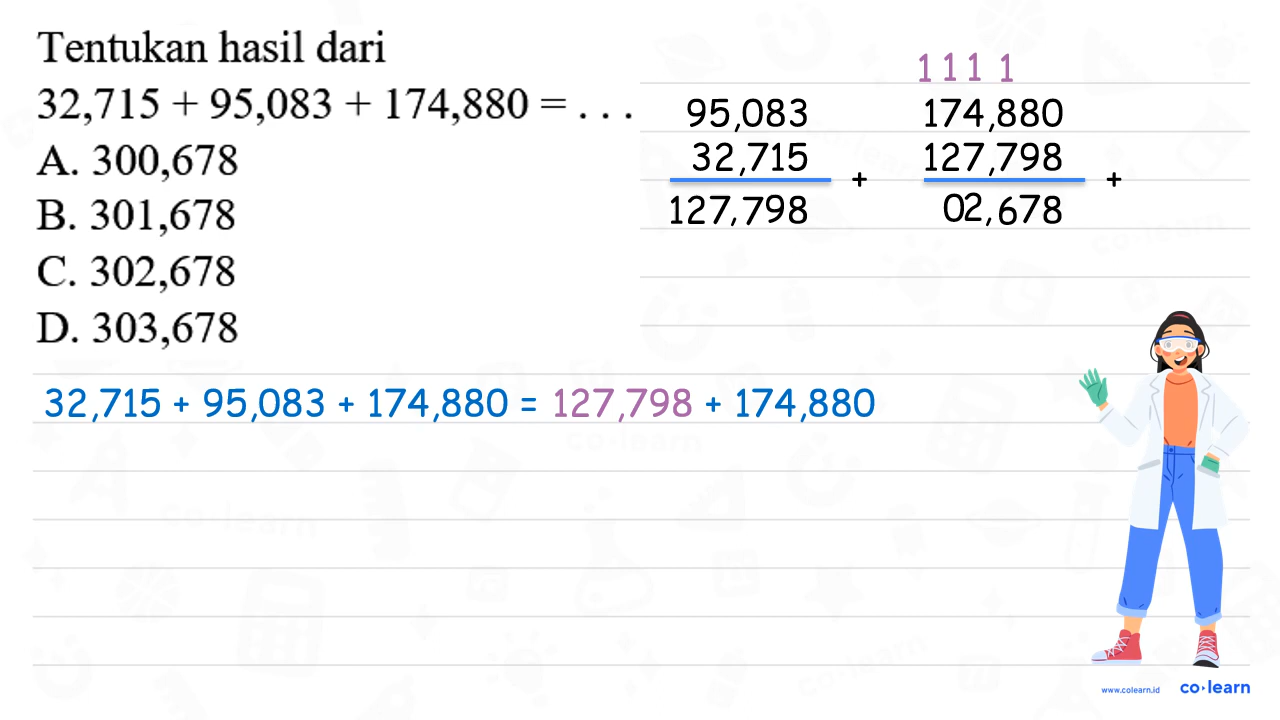 Tentukan hasil dari
32,715 + 95,083 + 174,880 = . . .
A. 300,678
B. 301,678
C. 302,678
D. 303,678
95,083
32,715
+
127,798
1 1 1 1
174,880
127,798
+
02,678
32,715 + 95,083 + 174,880 = 127,798 + 174,880
www.colearn.id
co·learn